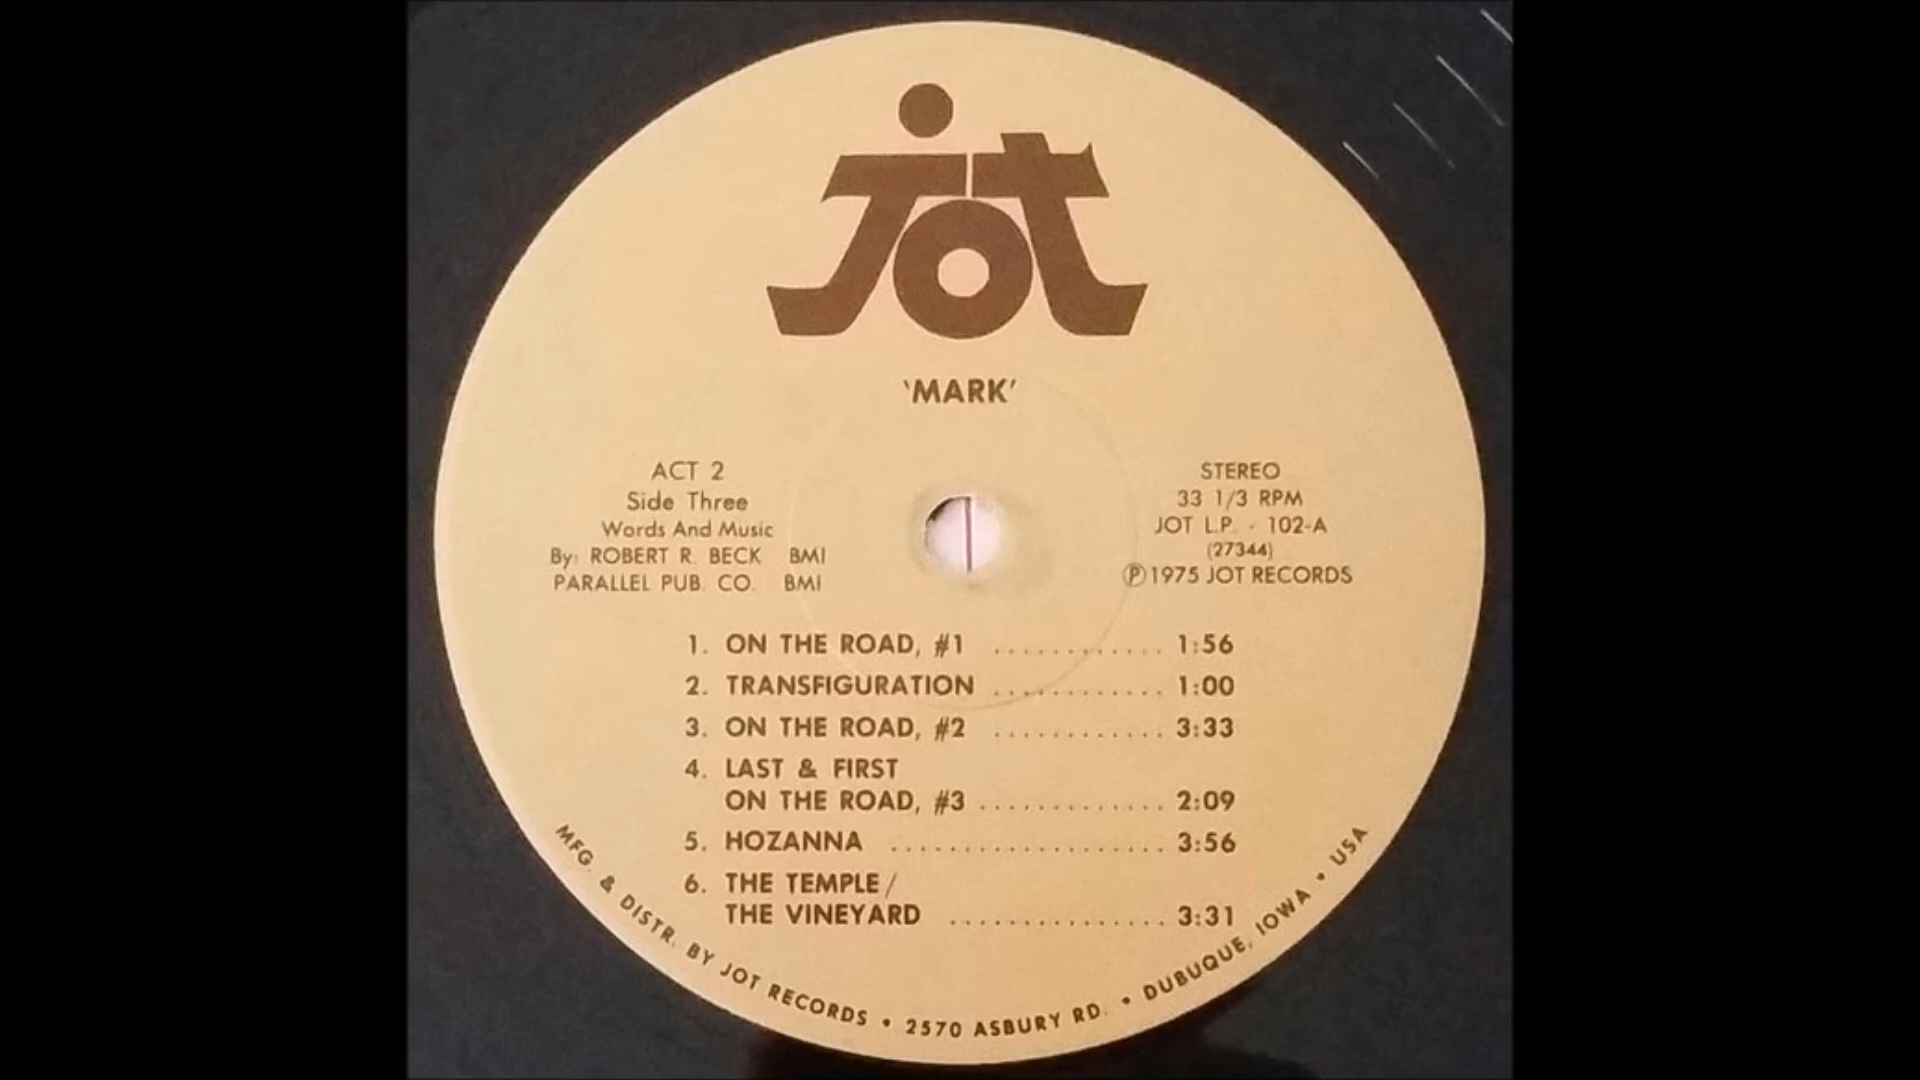 jot
'MARK'
ACT 2
Side Three
Words And Music
By: ROBERT R. BECK BMI
PARALLEL PUB. CO. BMI
STEREO
33 1/3 RPM
JOT L.P. - 102-A
(27344)
Ⓟ1975 JOT RECORDS
1. ON THE ROAD, #1 ............ 1:56
2. TRANSFIGURATION ............ 1:00
3. ON THE ROAD, #2 ............ 3:33
4. LAST & FIRST
ON THE ROAD, #3 ............. 2:09
5. HOZANNA ................... 3:56
6. THE TEMPLE/
THE VINEYARD ............... 3:31
MFG. & DISTR. BY JOT RECORDS • 2570 ASBURY RD. • DUBUQUE, IOWA • USA